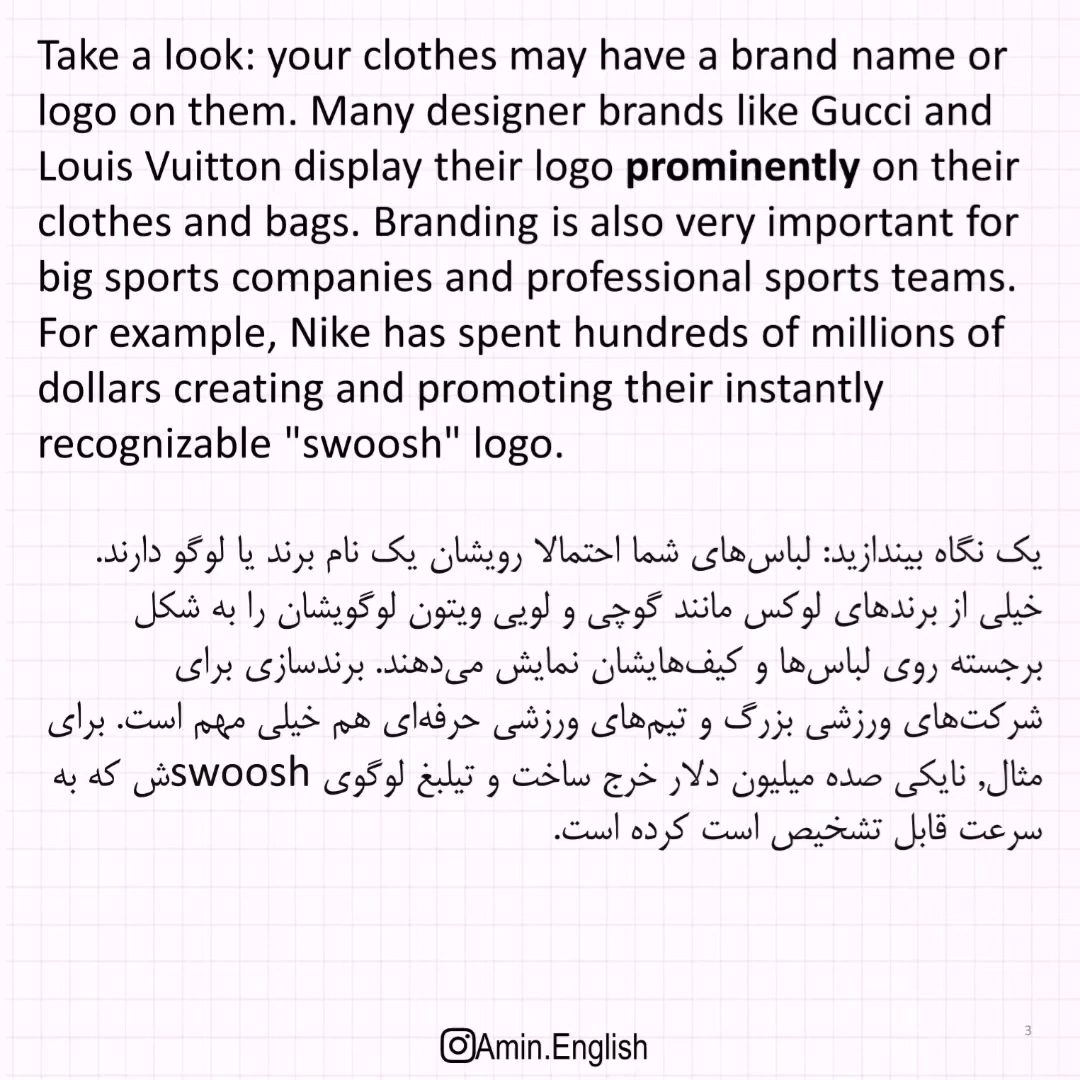 Take a look: your clothes may have a brand name or
logo on them. Many designer brands like Gucci and
Louis Vuitton display their logo prominently on their
clothes and bags. Branding is also very important for
big sports companies and professional sports teams.
For example, Nike has spent hundreds of millions of
dollars creating and promoting their instantly
recognizable "swoosh" logo.
یک نگاه بیندازید: لباس‌های شما احتمالا رویشان یک نام برند یا لوگو دارند.
خیلی از برندهای لوکس مانند گوچی و لویی ویتون لوگویشان را به شکل
برجسته روی لباس‌ها و کیف‌هایشان نمایش می‌دهند. برندسازی برای
شرکت‌های ورزشی بزرگ و تیم‌های ورزشی حرفه‌ای هم خیلی مهم است. برای
مثال, نایکی صده میلیون دلار خرج ساخت و تیلبغ لوگوی swooshش که به
سرعت قابل تشخیص است کرده است.
3
Amin.English